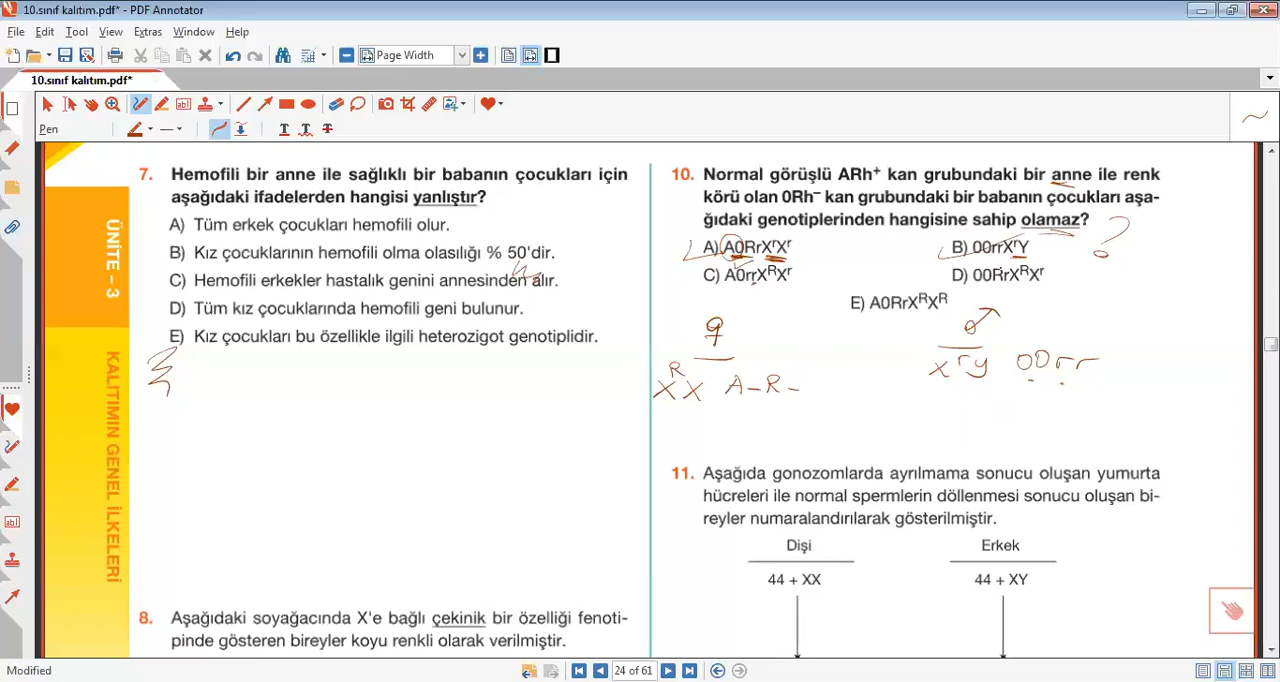 10.sınıf kalıtım.pdf* - PDF Annotator
File Edit Tool View Extras Window Help
Page Width
10.sınıf kalıtım.pdf*
Pen
ÜNİTE – 3
KALITIMIN GENEL İLKELERİ
7. Hemofili bir anne ile sağlıklı bir babanın çocukları için
aşağıdaki ifadelerden hangisi yanlıştır?
A) Tüm erkek çocukları hemofili olur.
B) Kız çocuklarının hemofili olma olasılığı % 50'dir.
C) Hemofili erkekler hastalık genini annesinden alır.
D) Tüm kız çocuklarında hemofili geni bulunur.
E) Kız çocukları bu özellikle ilgili heterozigot genotiplidir.
8. Aşağıdaki soyağacında X'e bağlı çekinik bir özelliği fenoti-
pinde gösteren bireyler koyu renkli olarak verilmiştir.
10. Normal görüşlü ARh⁺ kan grubundaki bir anne ile renk
körü olan 0Rh⁻ kan grubundaki bir babanın çocukları aşa-
ğıdaki genotiplerinden hangisine sahip olamaz?
A) A0RrXʳXʳ B) 00rrXʳY ?
C) A0rrXᴿXʳ D) 00RrXᴿXʳ
E) A0RrXᴿXᴿ
♀ ♂
XᴿX A-R- XʳY 00rr
11. Aşağıda gonozomlarda ayrılmama sonucu oluşan yumurta
hücreleri ile normal spermlerin döllenmesi sonucu oluşan bi-
reyler numaralandırılarak gösterilmiştir.
Dişi Erkek
44 + XX 44 + XY
Modified
24 of 61